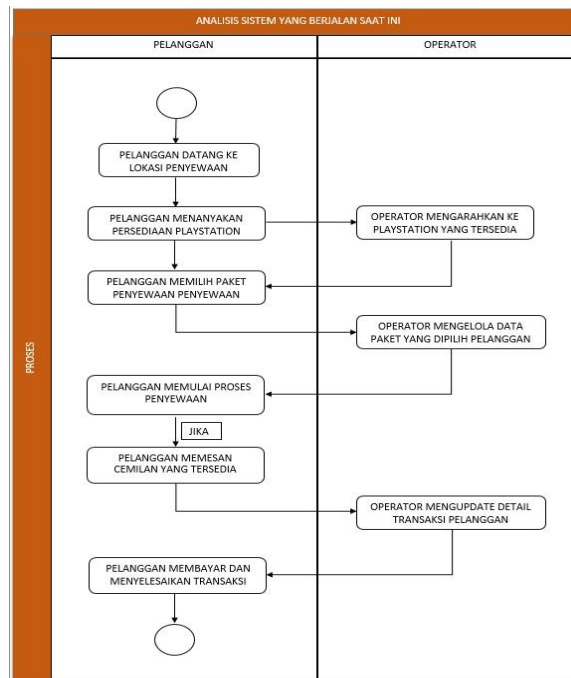 ANALISIS SISTEM YANG BERJALAN SAAT INI
PELANGGAN
OPERATOR
PROSES
PELANGGAN DATANG KE
LOKASI PENYEWAAN
PELANGGAN MENANYAKAN
PERSEDIAAN PLAYSTATION
OPERATOR MENGARAHKAN KE
PLAYSTATION YANG TERSEDIA
PELANGGAN MEMILIH PAKET
PENYEWAAN PENYEWAAN
OPERATOR MENGELOLA DATA
PAKET YANG DIPILIH PELANGGAN
PELANGGAN MEMULAI PROSES
PENYEWAAN
JIKA
PELANGGAN MEMESAN
CEMILAN YANG TERSEDIA
OPERATOR MENGUPDATE DETAIL
TRANSAKSI PELANGGAN
PELANGGAN MEMBAYAR DAN
MENYELESAIKAN TRANSAKSI